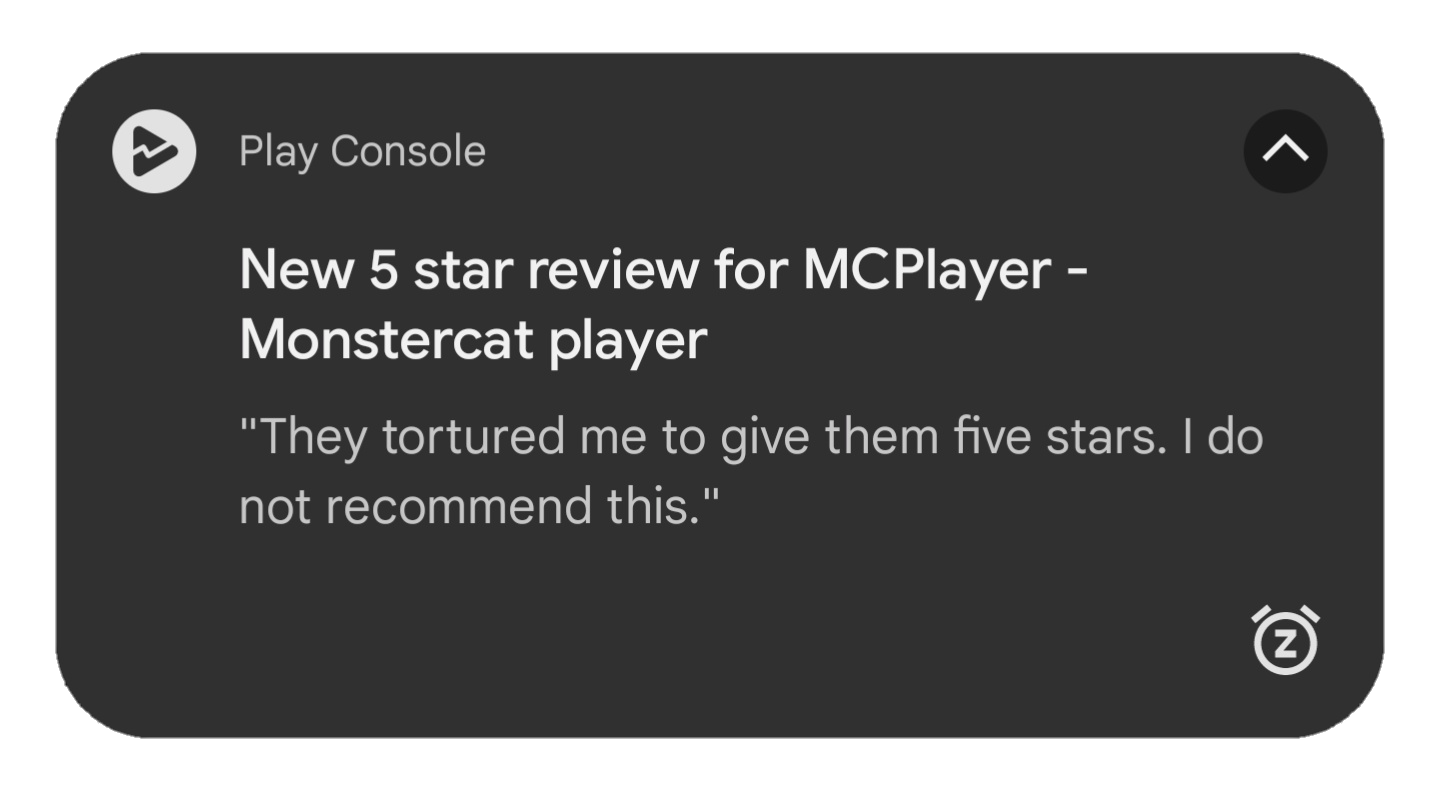 Play Console
New 5 star review for MCPlayer -
Monstercat player
"They tortured me to give them five stars. I do
not recommend this."
z